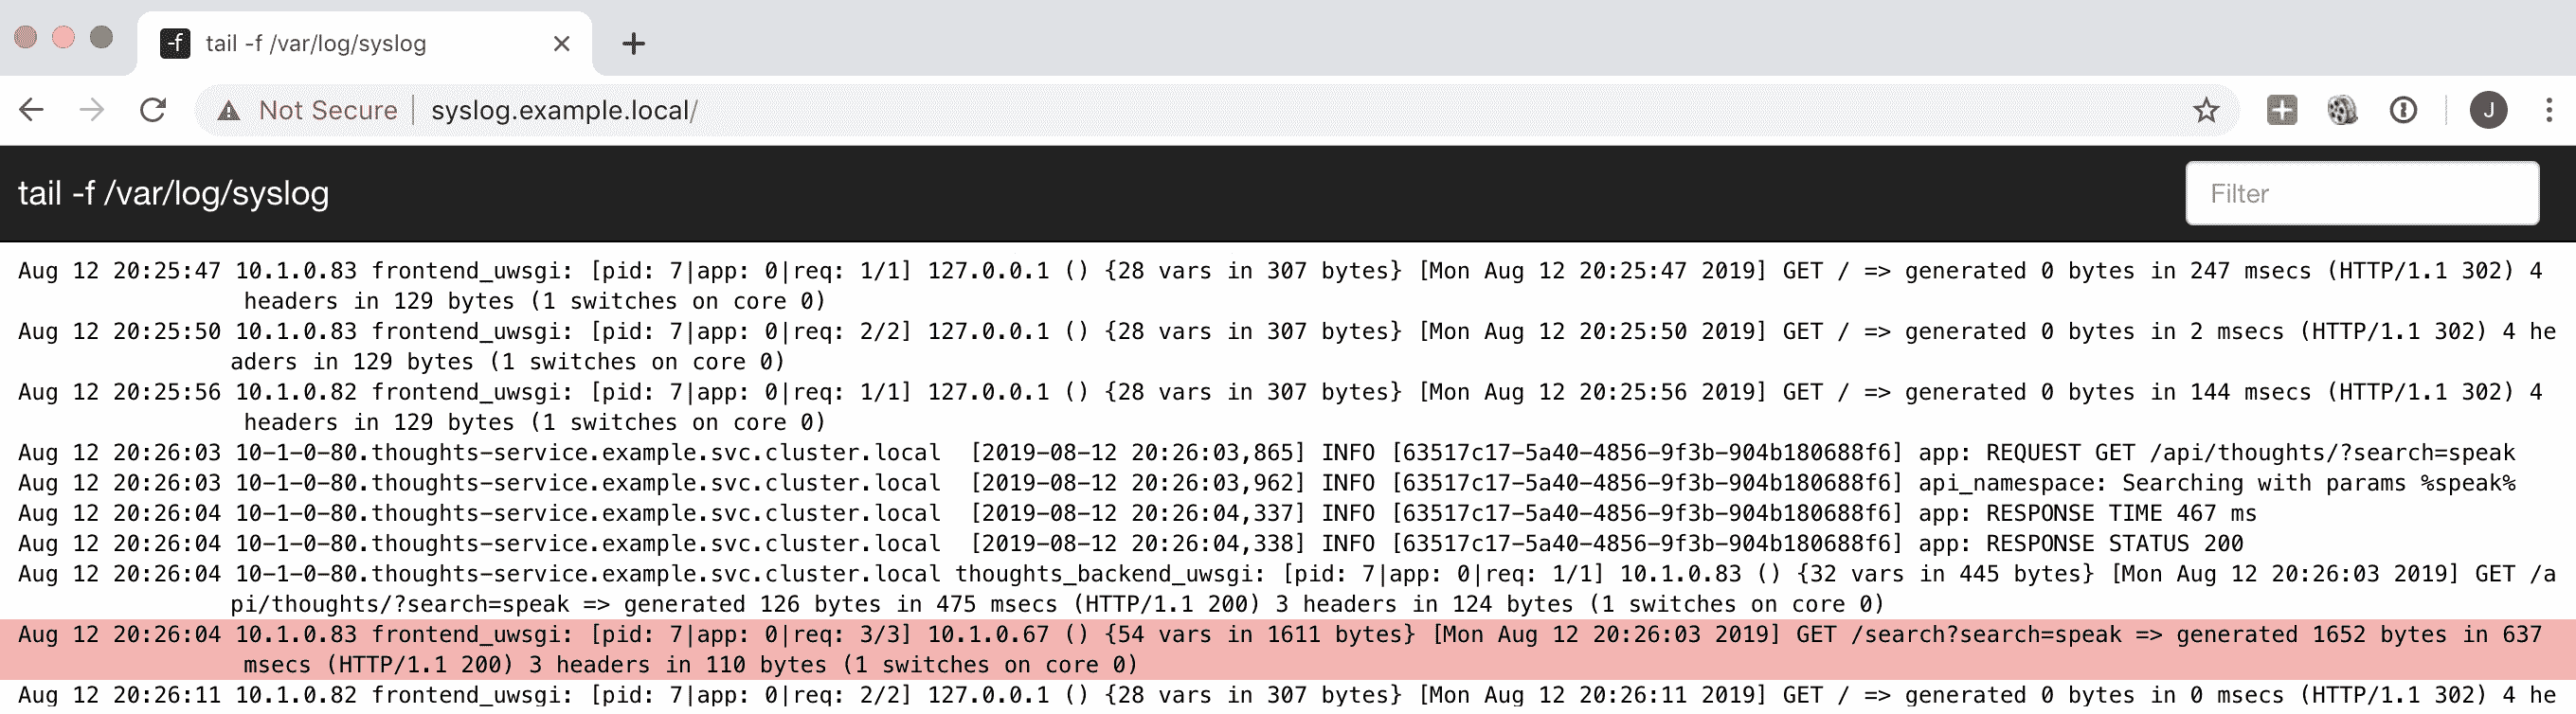 -f tail -f /var/log/syslog
Not Secure syslog.example.local/
J
tail -f /var/log/syslog
Filter
Aug 12 20:25:47 10.1.0.83 frontend_uwsgi: [pid: 7|app: 0|req: 1/1] 127.0.0.1 () {28 vars in 307 bytes} [Mon Aug 12 20:25:47 2019] GET / => generated 0 bytes in 247 msecs (HTTP/1.1 302) 4
headers in 129 bytes (1 switches on core 0)
Aug 12 20:25:50 10.1.0.83 frontend_uwsgi: [pid: 7|app: 0|req: 2/2] 127.0.0.1 () {28 vars in 307 bytes} [Mon Aug 12 20:25:50 2019] GET / => generated 0 bytes in 2 msecs (HTTP/1.1 302) 4 he
aders in 129 bytes (1 switches on core 0)
Aug 12 20:25:56 10.1.0.82 frontend_uwsgi: [pid: 7|app: 0|req: 1/1] 127.0.0.1 () {28 vars in 307 bytes} [Mon Aug 12 20:25:56 2019] GET / => generated 0 bytes in 144 msecs (HTTP/1.1 302) 4
headers in 129 bytes (1 switches on core 0)
Aug 12 20:26:03 10-1-0-80.thoughts-service.example.svc.cluster.local [2019-08-12 20:26:03,865] INFO [63517c17-5a40-4856-9f3b-904b180688f6] app: REQUEST GET /api/thoughts/?search=speak
Aug 12 20:26:03 10-1-0-80.thoughts-service.example.svc.cluster.local [2019-08-12 20:26:03,962] INFO [63517c17-5a40-4856-9f3b-904b180688f6] api_namespace: Searching with params %speak%
Aug 12 20:26:04 10-1-0-80.thoughts-service.example.svc.cluster.local [2019-08-12 20:26:04,337] INFO [63517c17-5a40-4856-9f3b-904b180688f6] app: RESPONSE TIME 467 ms
Aug 12 20:26:04 10-1-0-80.thoughts-service.example.svc.cluster.local [2019-08-12 20:26:04,338] INFO [63517c17-5a40-4856-9f3b-904b180688f6] app: RESPONSE STATUS 200
Aug 12 20:26:04 10-1-0-80.thoughts-service.example.svc.cluster.local thoughts_backend_uwsgi: [pid: 7|app: 0|req: 1/1] 10.1.0.83 () {32 vars in 445 bytes} [Mon Aug 12 20:26:03 2019] GET /a
pi/thoughts/?search=speak => generated 126 bytes in 475 msecs (HTTP/1.1 200) 3 headers in 124 bytes (1 switches on core 0)
Aug 12 20:26:04 10.1.0.83 frontend_uwsgi: [pid: 7|app: 0|req: 3/3] 10.1.0.67 () {54 vars in 1611 bytes} [Mon Aug 12 20:26:03 2019] GET /search?search=speak => generated 1652 bytes in 637
msecs (HTTP/1.1 200) 3 headers in 110 bytes (1 switches on core 0)
Aug 12 20:26:11 10.1.0.82 frontend_uwsgi: [pid: 7|app: 0|req: 2/2] 127.0.0.1 () {28 vars in 307 bytes} [Mon Aug 12 20:26:11 2019] GET / => generated 0 bytes in 0 msecs (HTTP/1.1 302) 4 he